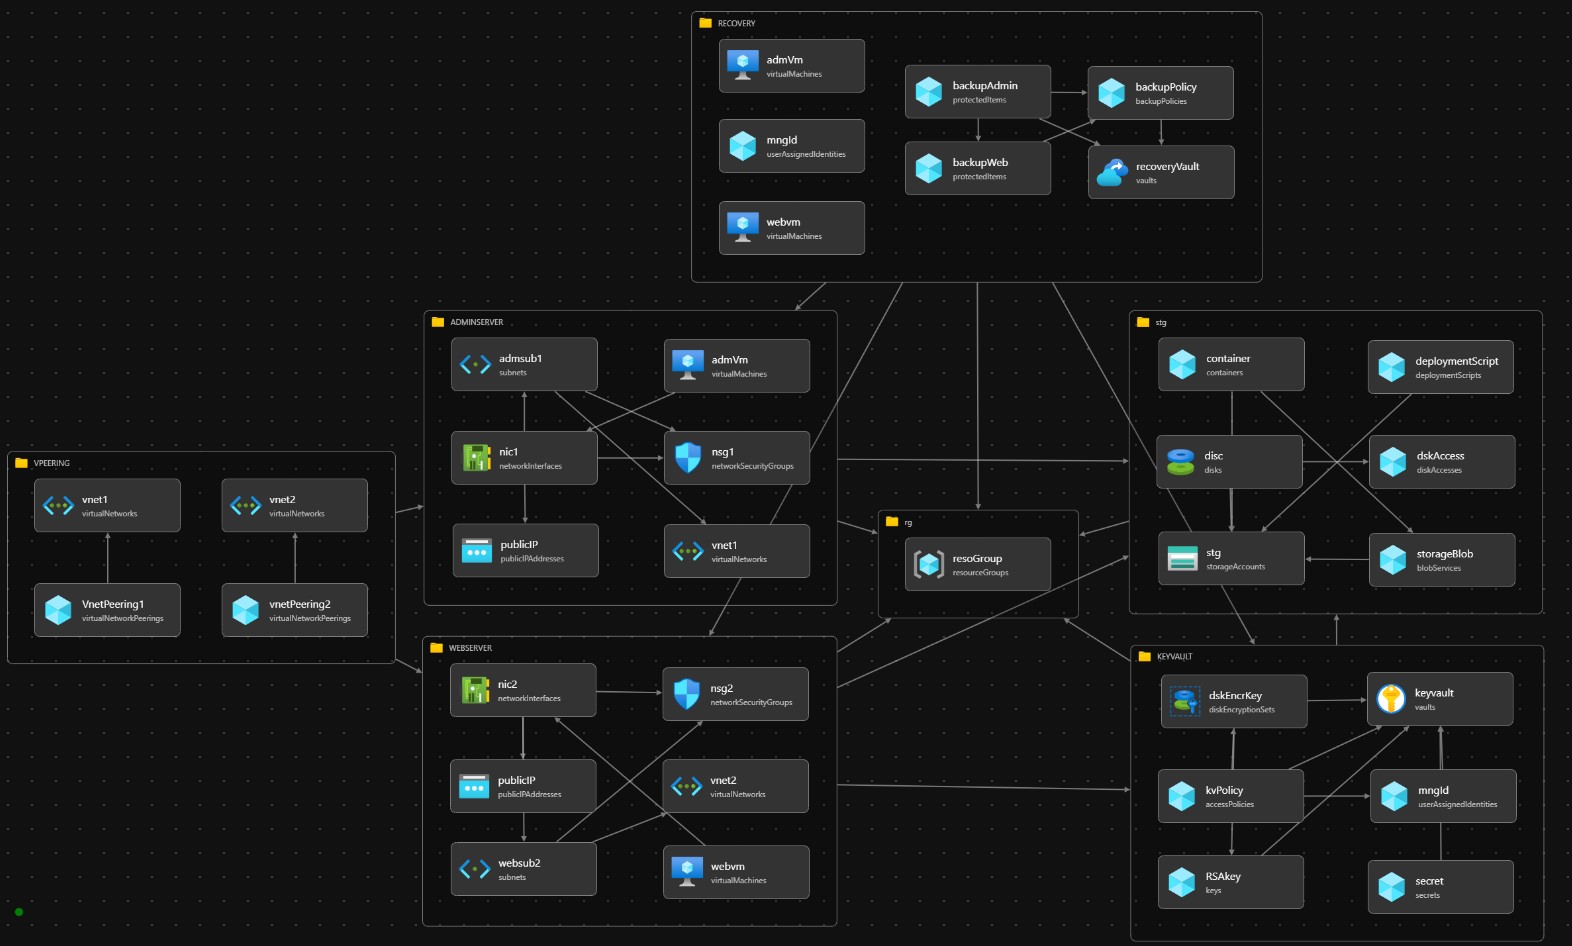 RECOVERY
admVm
virtualMachines
mngId
userAssignedIdentities
webvm
virtualMachines
backupAdmin
protectedItems
backupPolicy
backupPolicies
backupWeb
protectedItems
recoveryVault
vaults
ADMINSERVER
admsub1
subnets
admVm
virtualMachines
nic1
networkInterfaces
nsg1
networkSecurityGroups
publicIP
publicIPAddresses
vnet1
virtualNetworks
stg
container
containers
deploymentScript
deploymentScripts
disc
disks
dskAccess
diskAccesses
stg
storageAccounts
storageBlob
blobServices
VPEERING
vnet1
virtualNetworks
vnet2
virtualNetworks
VnetPeering1
virtualNetworkPeerings
vnetPeering2
virtualNetworkPeerings
rg
resoGroup
resourceGroups
WEBSERVER
nic2
networkInterfaces
nsg2
networkSecurityGroups
publicIP
publicIPAddresses
vnet2
virtualNetworks
websub2
subnets
webvm
virtualMachines
KEYVAULT
dskEncrKey
diskEncryptionSets
keyvault
vaults
kvPolicy
accessPolicies
mngId
userAssignedIdentities
RSAkey
keys
secret
secrets